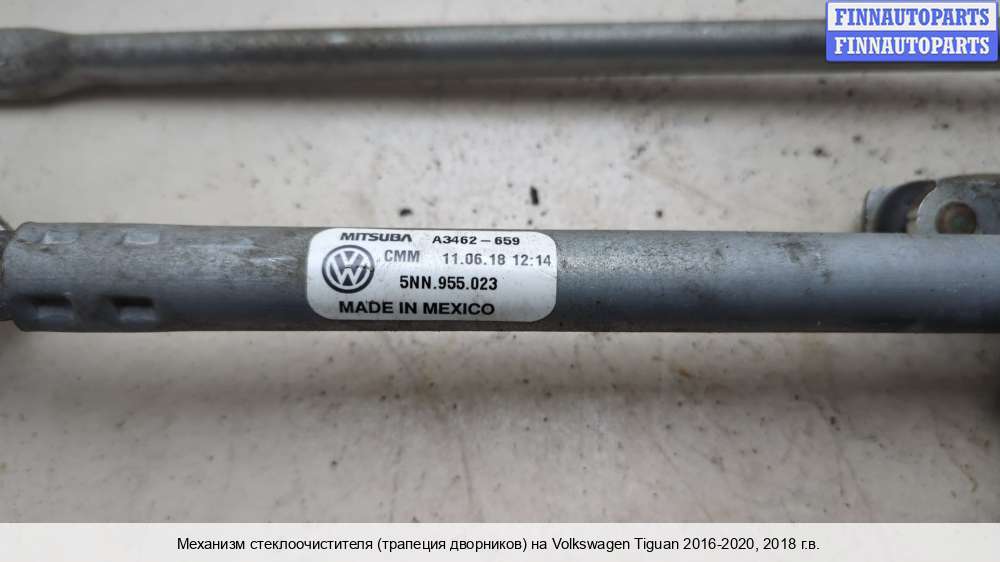 FINNAUTOPARTS
FINNAUTOPARTS
MITSUBA A3462-659
CMM 11.06.18 12:14
5NN.955.023
MADE IN MEXICO
Механизм стеклоочистителя (трапеция дворников) на Volkswagen Tiguan 2016-2020, 2018 г.в.